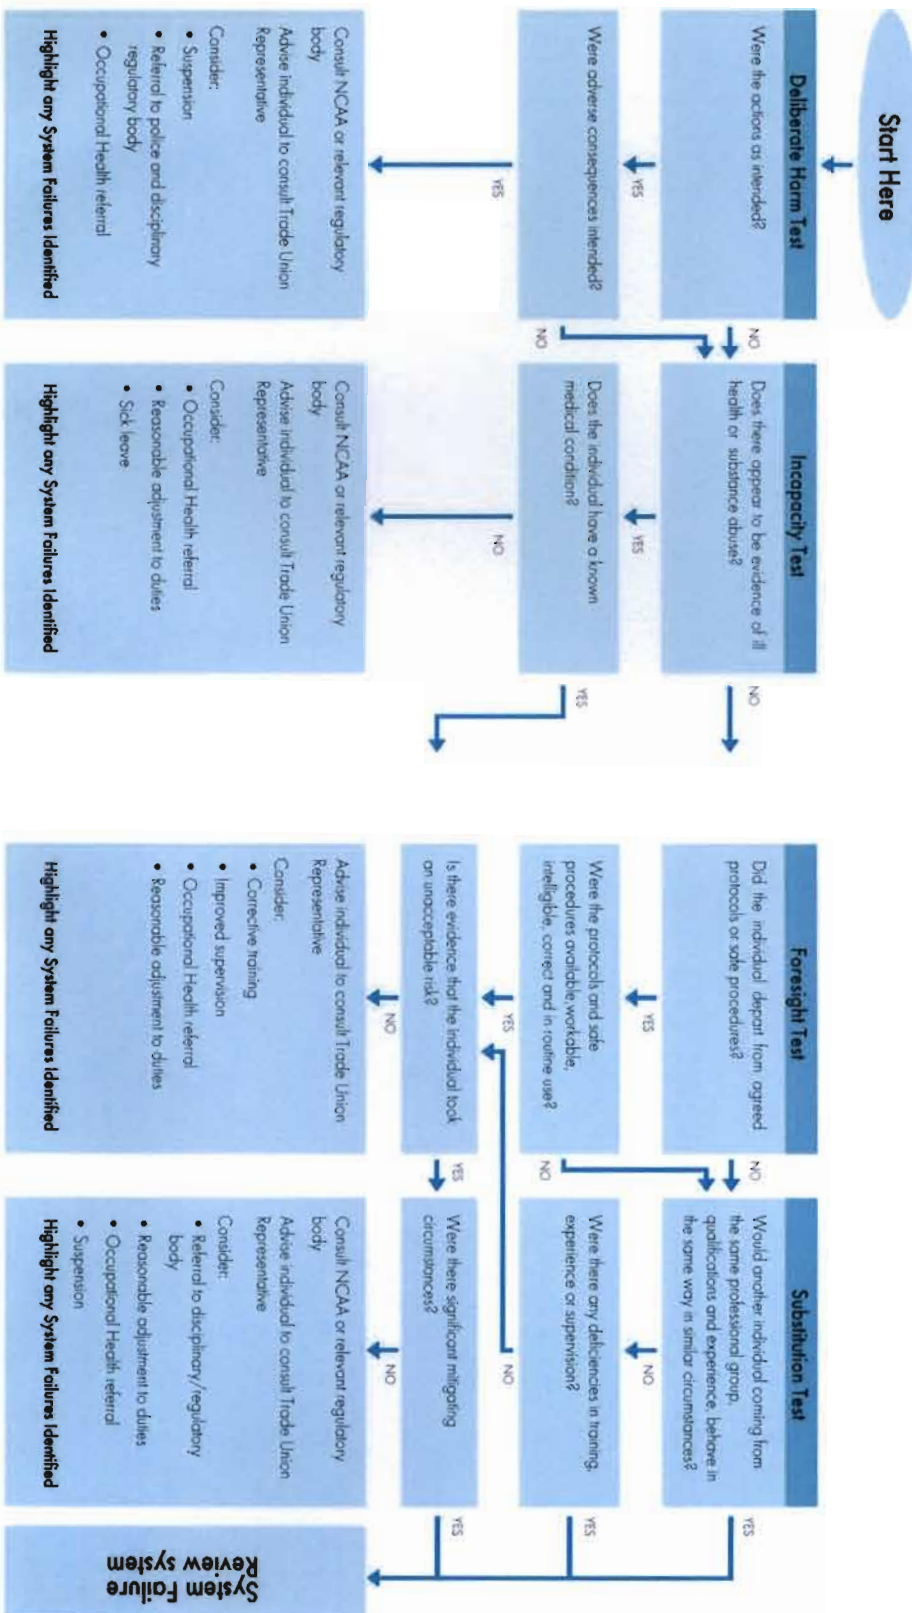 Start Here
Deliberate Harm Test
Were the actions as intended?
YES
NO
Were adverse consequences intended?
YES
NO
Consult NCAA or relevant regulatory
body
Advise individual to consult Trade Union
Representative
Consider:
• Suspension
• Referral to police and disciplinary
regulatory body
• Occupational Health referral
Highlight any System Failures Identified
Incapacity Test
Does there appear to be evidence of ill
health or substance abuse?
YES
NO
Does the individual have a known
medical condition?
NO
YES
Consult NCAA or relevant regulatory
body
Advise individual to consult Trade Union
Representative
Consider:
• Occupational Health referral
• Reasonable adjustment to duties
• Sick leave
Highlight any System Failures Identified
Foresight Test
Did the individual depart from agreed
protocols or safe procedures?
YES
NO
Were the protocols and safe
procedures available,workable,
intelligible, correct and in routine use?
YES
NO
Is there evidence that the individual took
an unacceptable risk?
NO
YES
Advise individual to consult Trade Union
Representative
Consider:
• Corrective training
• Improved supervision
• Occupational Health referral
• Reasonable adjustment to duties
Highlight any System Failures Identified
Substitution Test
Would another individual coming from
the same professional group,
qualifications and experience, behave in
the same way in similar circumstances?
NO
YES
Were there any deficiencies in training,
experience or supervision?
NO
YES
Were there significant mitigating
circumstances?
NO
YES
Consult NCAA or relevant regulatory
body
Advise individual to consult Trade Union
Representative
Consider:
• Referral to disciplinary/regulatory
body
• Reasonable adjustment to duties
• Occupational Health referral
• Suspension
Highlight any System Failures Identified
System Failure
Review system